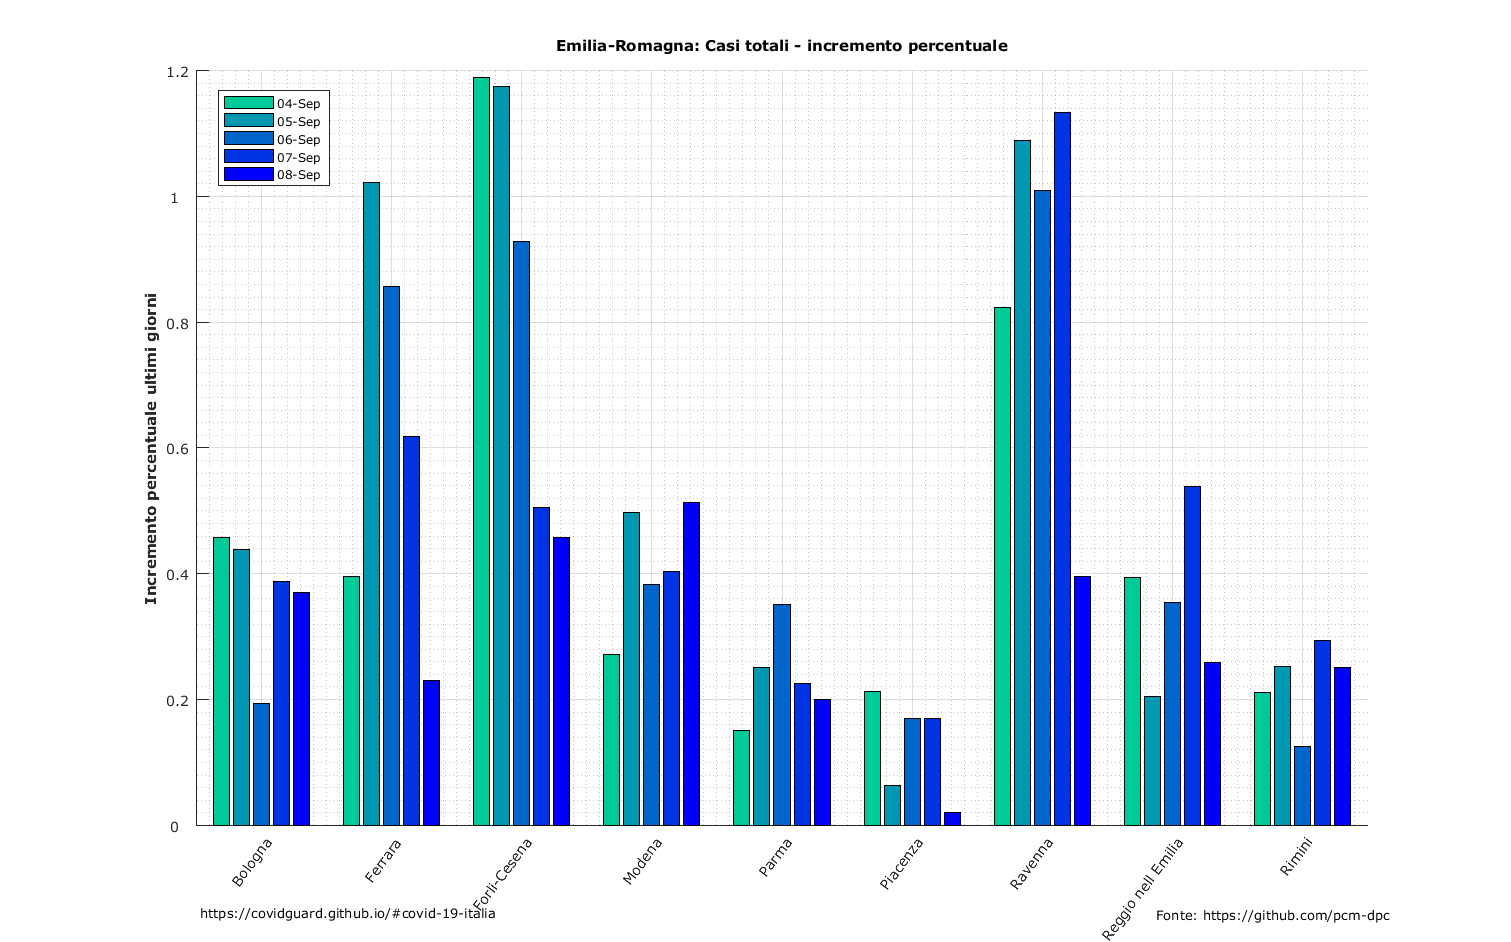 Emilia-Romagna: Casi totali - incremento percentuale
Incremento percentuale ultimi giorni
1.2
1
0.8
0.6
0.4
0.2
0
04-Sep
05-Sep
06-Sep
07-Sep
08-Sep
Bologna
Ferrara
Forlì-Cesena
Modena
Parma
Piacenza
Ravenna
Reggio nell Emilia
Rimini
https://covidguard.github.io/#covid-19-italia
Fonte: https://github.com/pcm-dpc